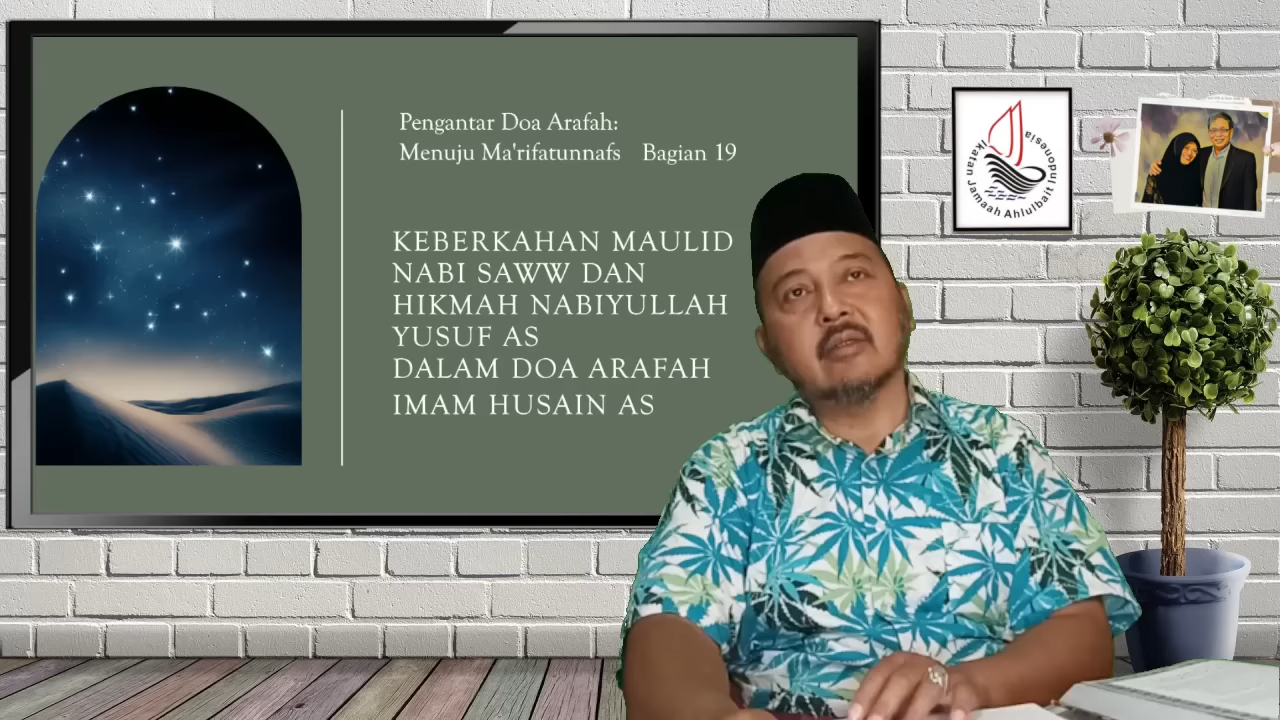 Pengantar Doa Arafah:
Menuju Ma'rifatunnafs Bagian 19
KEBERKAHAN MAULID
NABI SAWW DAN
HIKMAH NABIYULLAH
YUSUF AS
DALAM DOA ARAFAH
IMAM HUSAIN AS
Ikatan Jamaah Ahlulbait Indonesia